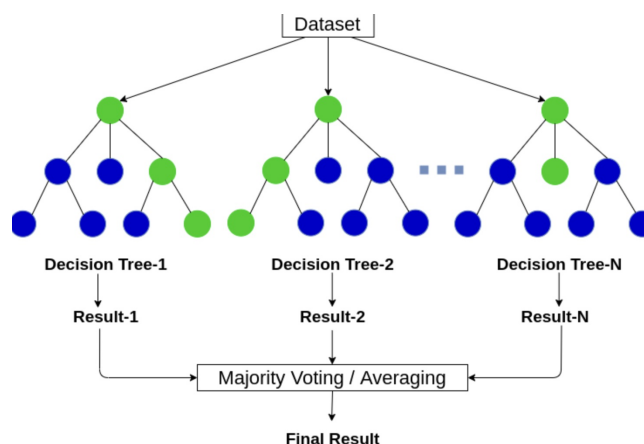 Dataset
Decision Tree-1
Decision Tree-2
Decision Tree-N
Result-1
Result-2
Result-N
Majority Voting / Averaging
Final Result